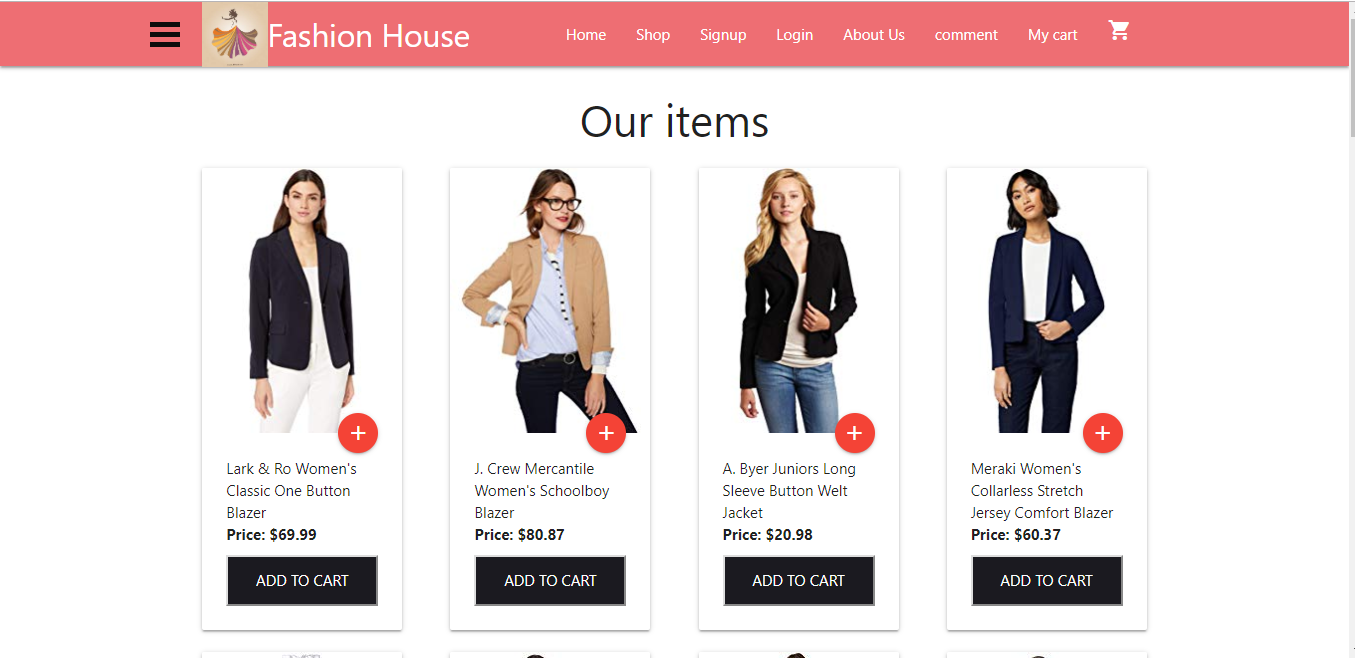 Fashion House
Home Shop Signup Login About Us comment My cart
Our items
Lark & Ro Women's
Classic One Button
Blazer
Price: $69.99
ADD TO CART
J. Crew Mercantile
Women's Schoolboy
Blazer
Price: $80.87
ADD TO CART
A. Byer Juniors Long
Sleeve Button Welt
Jacket
Price: $20.98
ADD TO CART
Meraki Women's
Collarless Stretch
Jersey Comfort Blazer
Price: $60.37
ADD TO CART